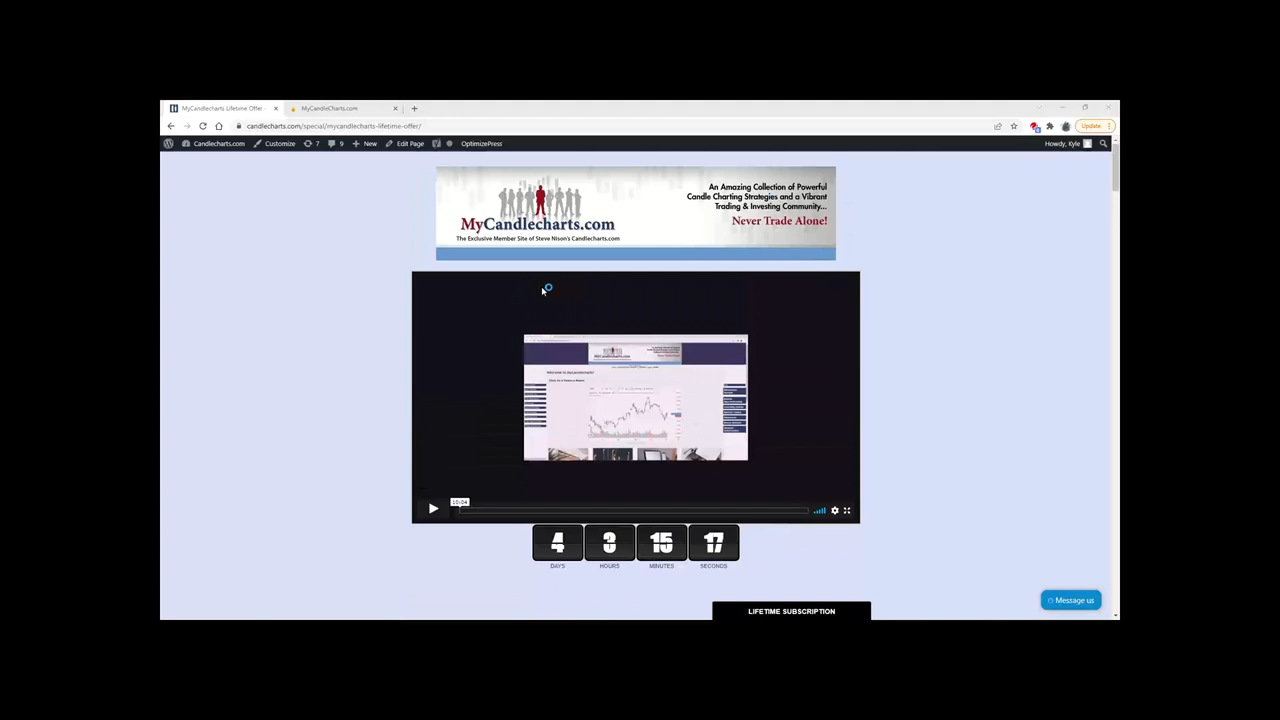 MyCandlecharts Lifetime Offer
MyCandleCharts.com
candlecharts.com/special/mycandlecharts-lifetime-offer/
Update
Candlecharts.com
Customize
7
9
New
Edit Page
OptimizePress
Howdy, Kyle
An Amazing Collection of Powerful
Candle Charting Strategies and a Vibrant
Trading & Investing Community...
Never Trade Alone!
MyCandlecharts.com
The Exclusive Member Site of Steve Nison's Candlecharts.com
10:04
4 3 15 17
DAYS HOURS MINUTES SECONDS
LIFETIME SUBSCRIPTION
Message us